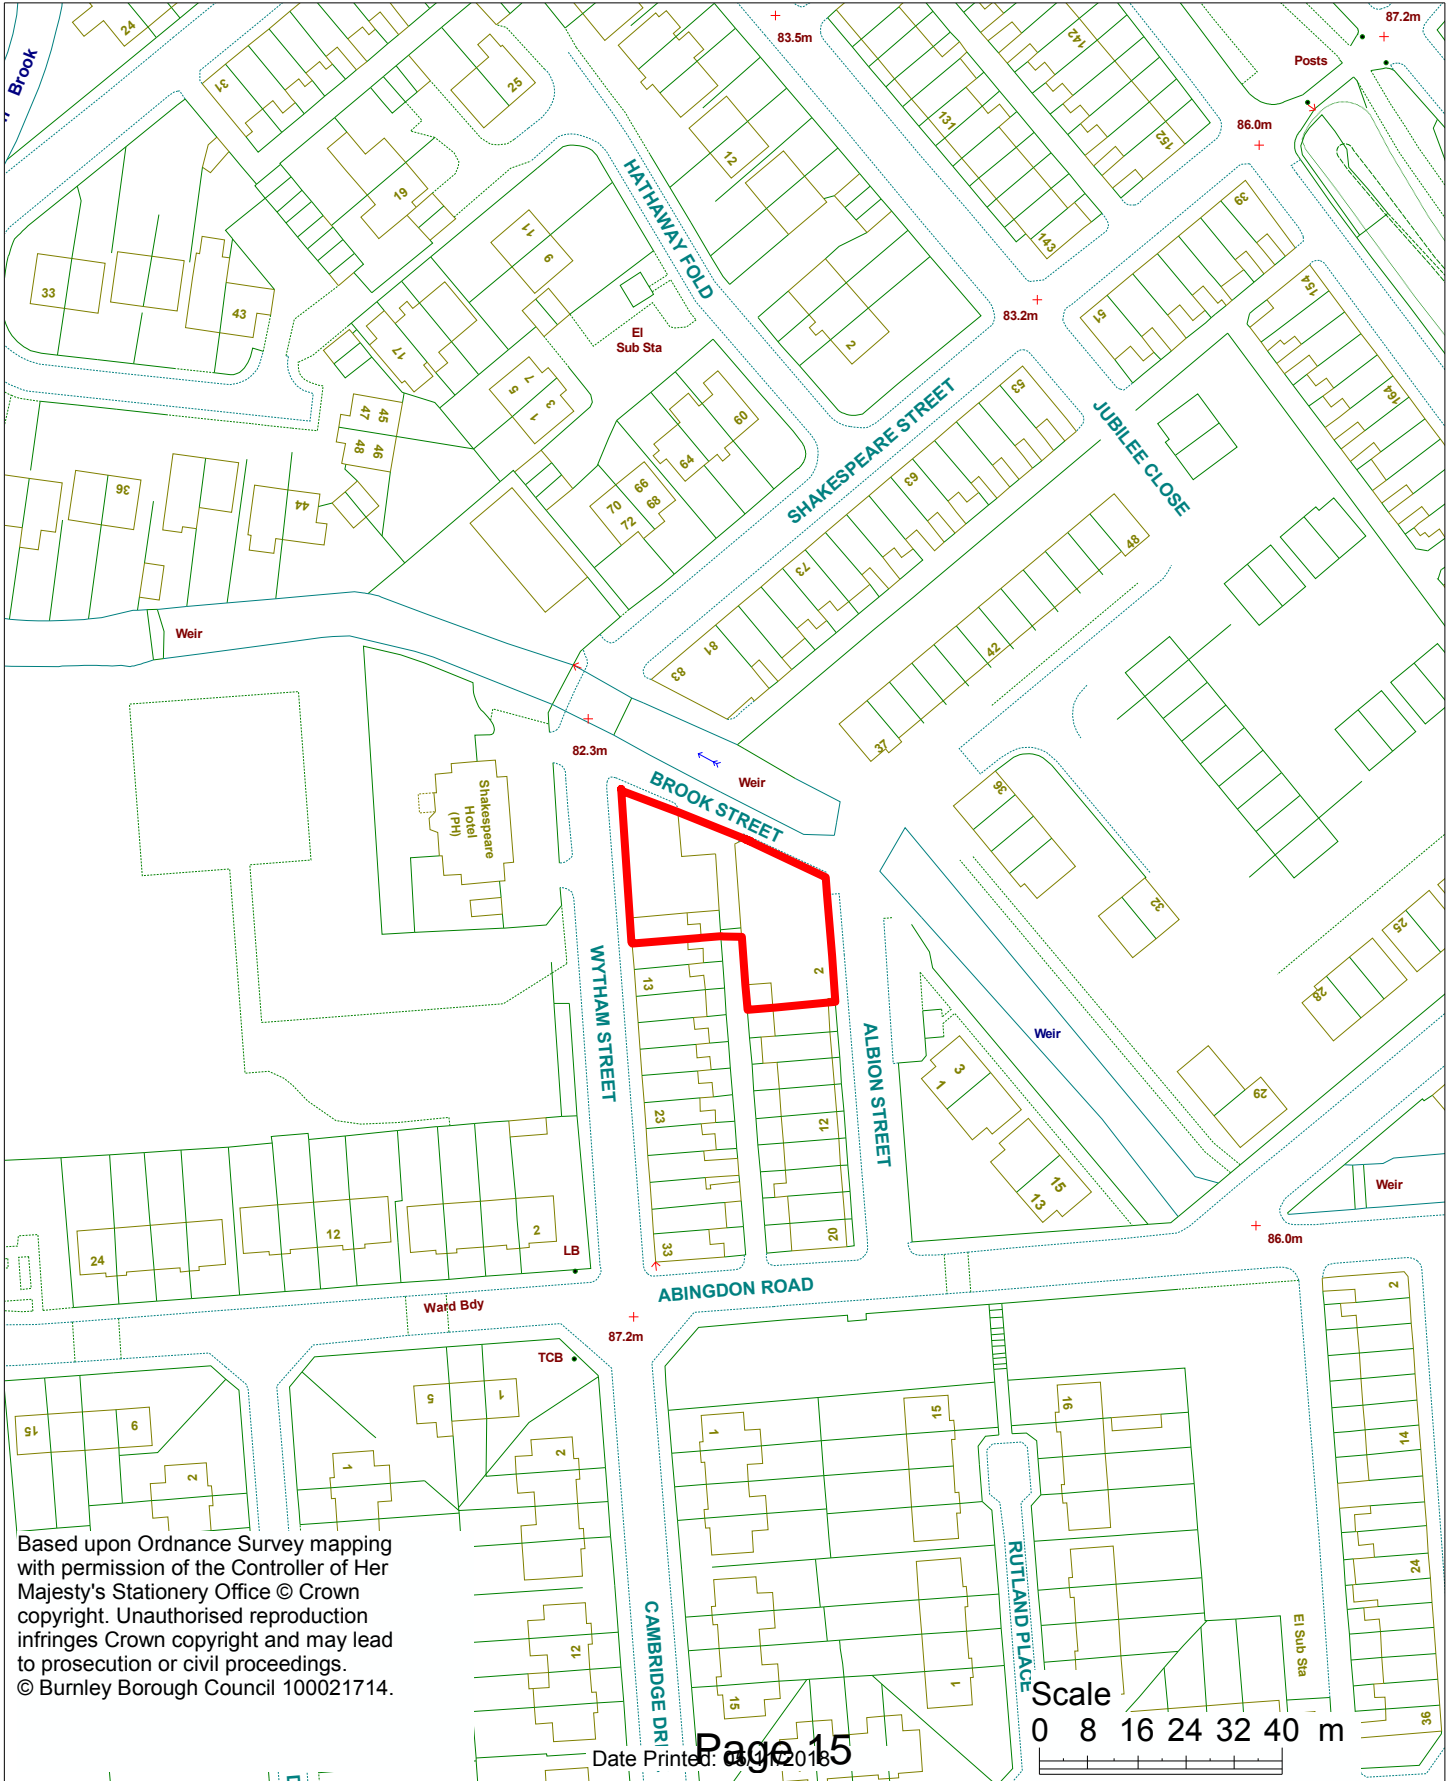 24
83.5m
87.2m
142
Brook
Posts
31
25
131
86.0m
152
12
HATHAWAY FOLD
19
39
11
9
143
33
43
154
83.2m
51
El
Sub Sta
17
2
7
5
3
1
53
164
SHAKESPEARE STREET
JUBILEE CLOSE
47
45
48
46
60
64
63
36
44
70
66
72
68
48
73
Weir
42
81
83
37
82.3m
Weir
BROOK STREET
36
Shakespeare
Hotel
(PH)
32
25
WYTHAM STREET
13
2
28
ALBION STREET
Weir
3
1
29
23
12
15
13
Weir
24
12
2
33
20
86.0m
LB
ABINGDON ROAD
2
Ward Bdy
87.2m
TCB
5
1
15
9
1
15
16
14
2
1
2
Based upon Ordnance Survey mapping
with permission of the Controller of Her
Majesty's Stationery Office © Crown
copyright. Unauthorised reproduction
infringes Crown copyright and may lead
to prosecution or civil proceedings.
© Burnley Borough Council 100021714.
RUTLAND PLACE
24
CAMBRIDGE DRI
12
El Sub Sta
15
1
36
Scale
0 8 16 24 32 40 m
Page 15
Date Printed: